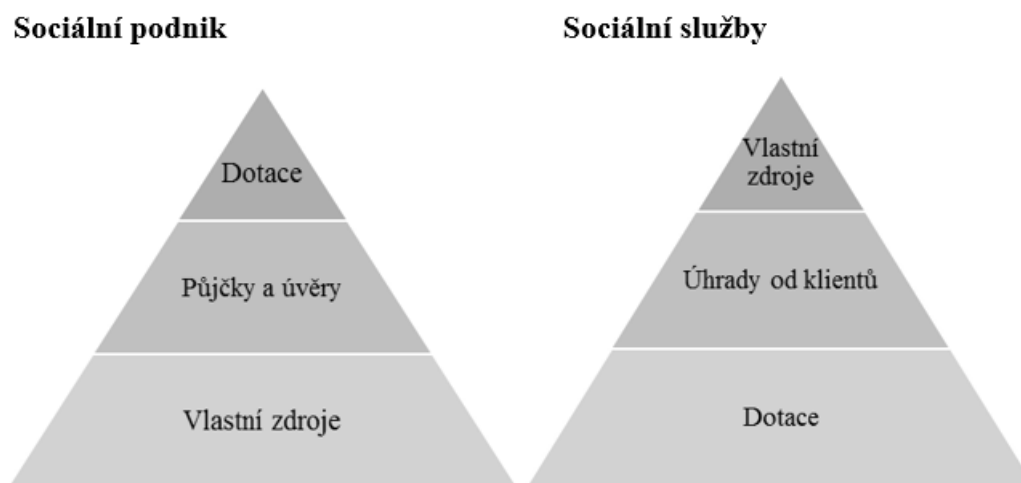 Sociální podnik
Dotace
Půjčky a úvěry
Vlastní zdroje
Sociální služby
Vlastní
zdroje
Úhrady od klientů
Dotace